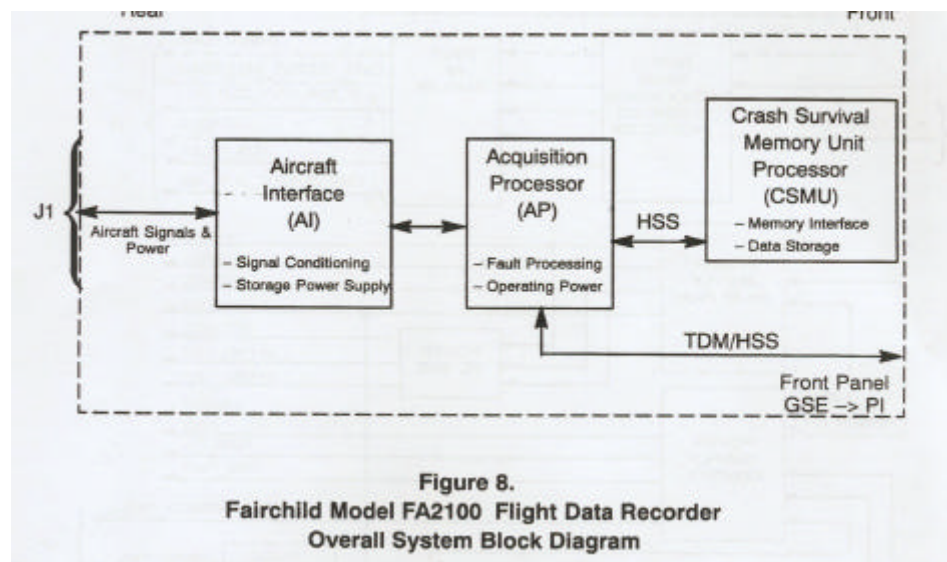 Rear
Front
J1
Aircraft Signals &
Power
Aircraft
Interface
(AI)
– Signal Conditioning
– Storage Power Supply
Acquisition
Processor
(AP)
– Fault Processing
– Operating Power
HSS
Crash Survival
Memory Unit
Processor
(CSMU)
– Memory Interface
– Data Storage
TDM/HSS
Front Panel
GSE –> PI
Figure 8.
Fairchild Model FA2100 Flight Data Recorder
Overall System Block Diagram